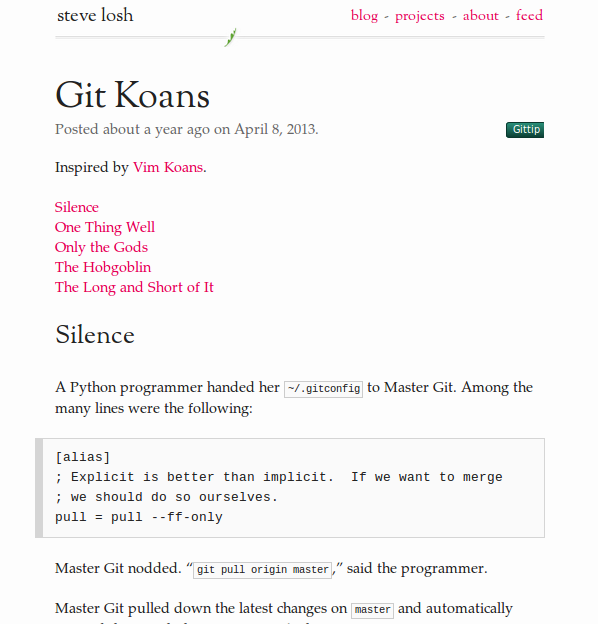 steve losh
blog - projects - about - feed
Git Koans
Posted about a year ago on April 8, 2013.
Gittip
Inspired by Vim Koans.
Silence
One Thing Well
Only the Gods
The Hobgoblin
The Long and Short of It
Silence
A Python programmer handed her ~/.gitconfig to Master Git. Among the
many lines were the following:
[alias]
; Explicit is better than implicit.  If we want to merge
; we should do so ourselves.
pull = pull --ff-only
Master Git nodded. “git pull origin master,” said the programmer.
Master Git pulled down the latest changes on master and automatically